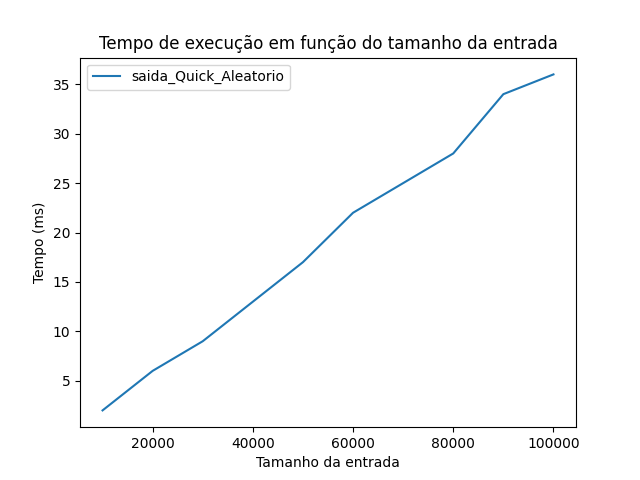 Tempo de execução em função do tamanho da entrada
saida_Quick_Aleatorio
Tempo (ms)
35
30
25
20
15
10
5
20000 40000 60000 80000 100000
Tamanho da entrada